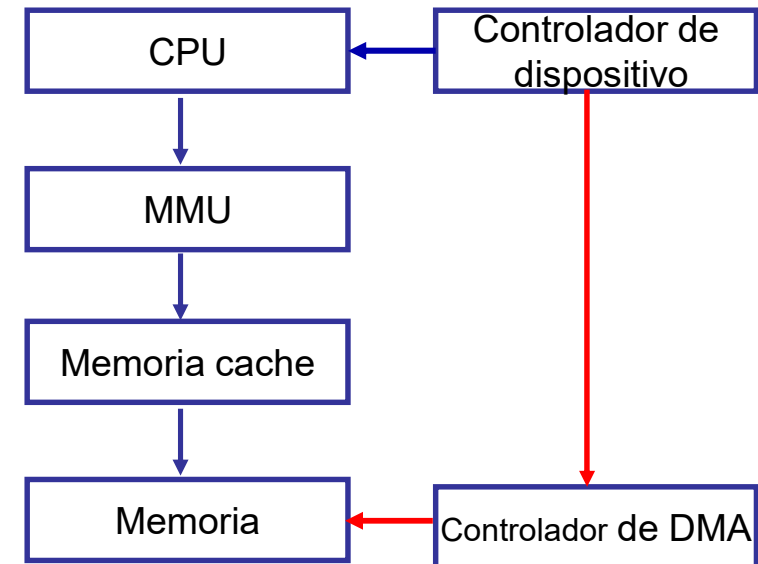 CPU
Controlador de
dispositivo
MMU
Memoria cache
Memoria
Controlador de DMA